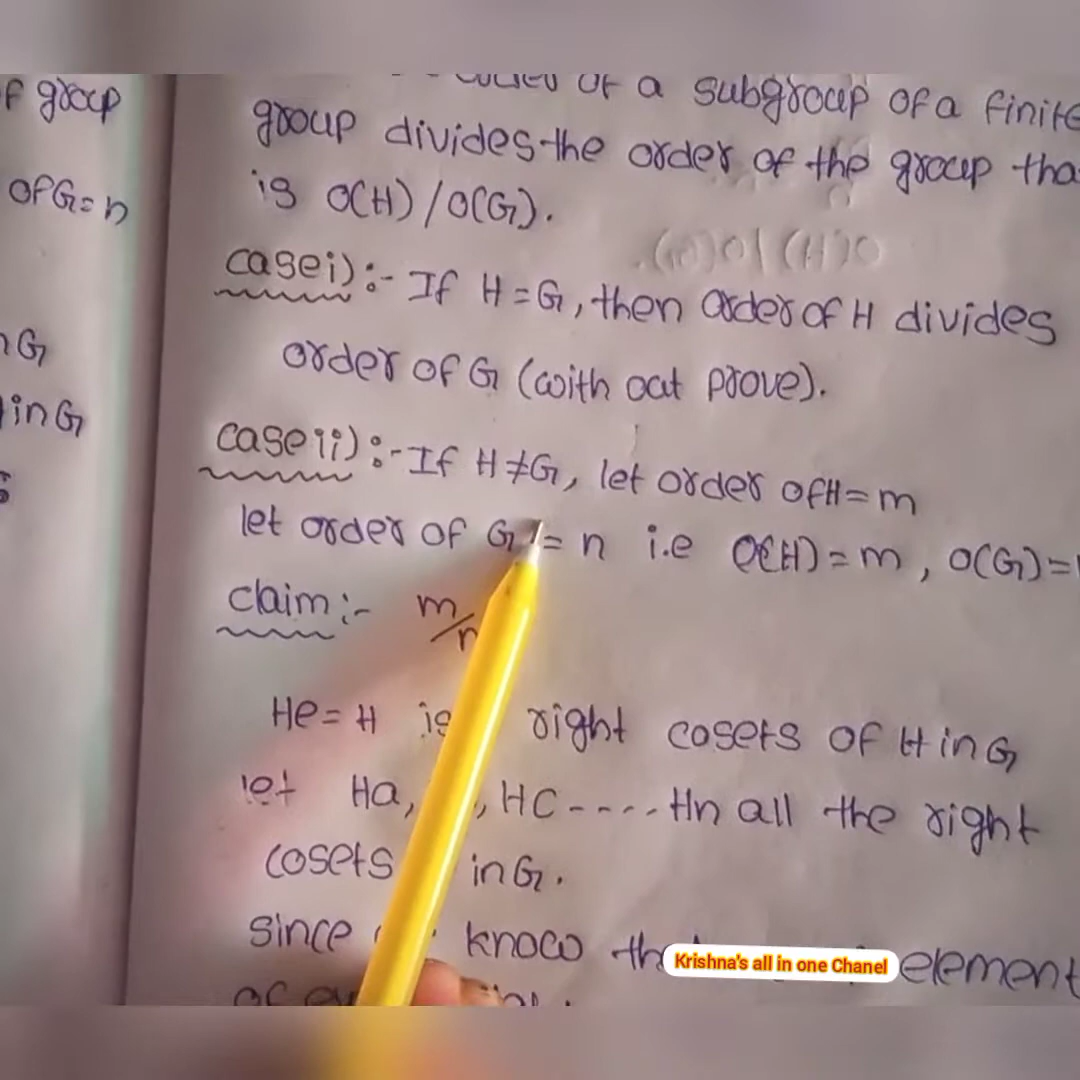 f group
of G = n
n G
in G
of a subgroup of a finite
group divides the order of the group tha
is O(H) / O(G).
case i) :- If H = G, then order of H divides
order of G (with out prove).
case ii) :- If H ≠ G, let order of H = m
let order of G = n i.e O(H) = m, O(G) =
claim :- m/n
He = H is right cosets of H in G
let Ha, , HC ---- Hn all the right
cosets in G.
since know element
Krishna's all in one Chanel